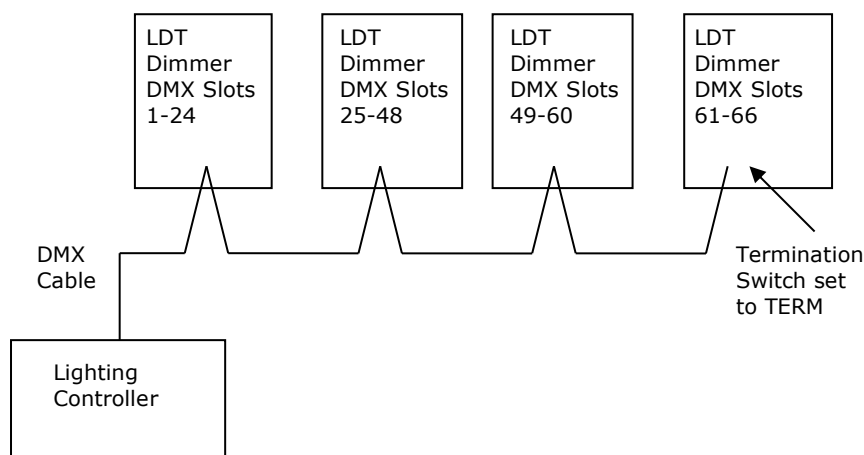 LDT
Dimmer
DMX Slots
1-24
LDT
Dimmer
DMX Slots
25-48
LDT
Dimmer
DMX Slots
49-60
LDT
Dimmer
DMX Slots
61-66
DMX
Cable
Termination
Switch set
to TERM
Lighting
Controller